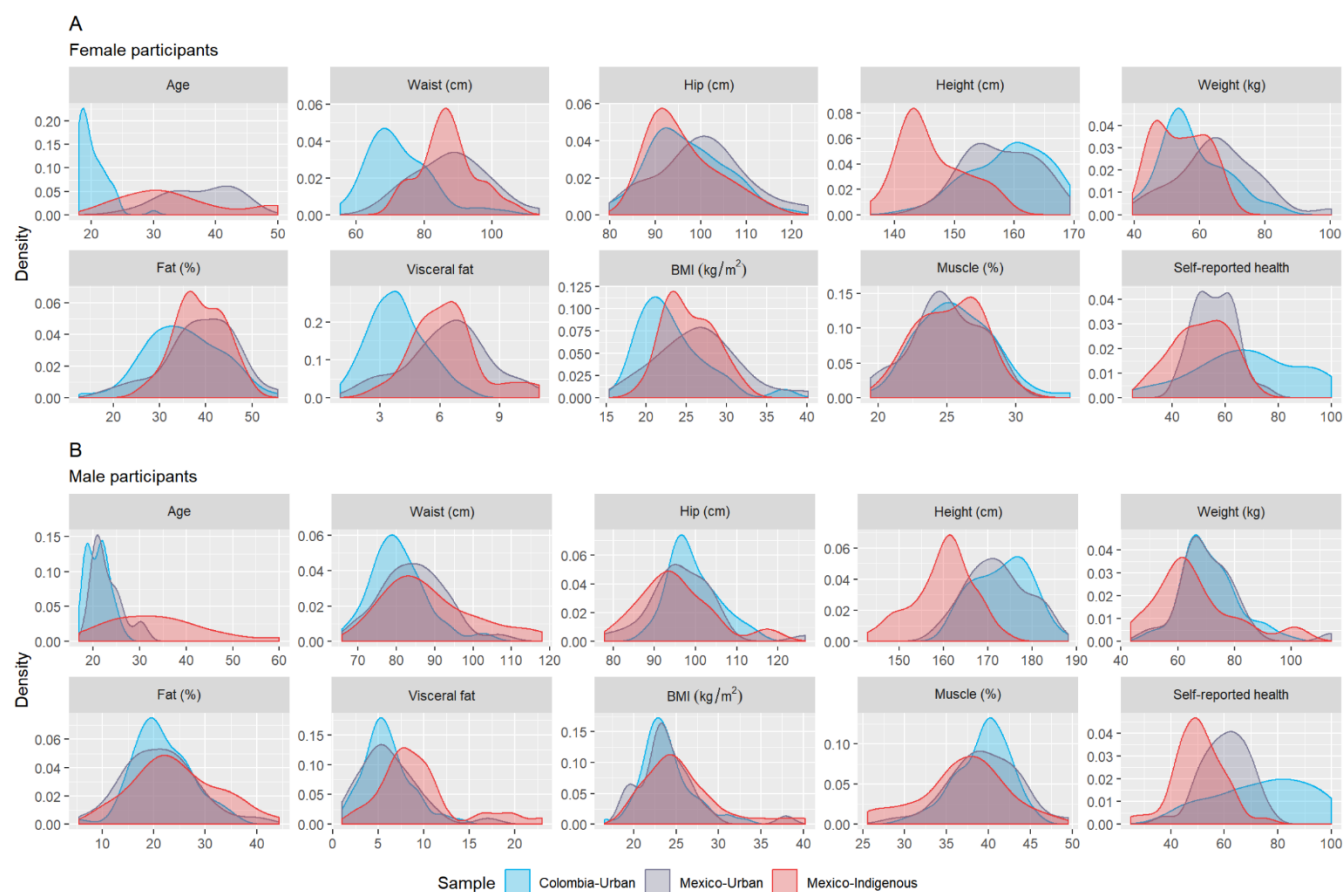 A
Female participants
Age
Waist (cm)
Hip (cm)
Height (cm)
Weight (kg)
0.20
0.15
0.10
0.05
0.00
20 30 40 50
0.06
0.04
0.02
0.00
60 80 100
0.06
0.04
0.02
0.00
80 90 100 110 120
0.08
0.06
0.04
0.02
0.00
140 150 160 170
0.04
0.03
0.02
0.01
0.00
40 60 80 100
Density
Fat (%)
Visceral fat
BMI (kg/m²)
Muscle (%)
Self-reported health
0.06
0.04
0.02
0.00
20 30 40 50
0.2
0.1
0.0
3 6 9
0.125
0.100
0.075
0.050
0.025
0.000
15 20 25 30 35 40
0.15
0.10
0.05
0.00
20 25 30
0.04
0.03
0.02
0.01
0.00
40 60 80 100
B
Male participants
Age
Waist (cm)
Hip (cm)
Height (cm)
Weight (kg)
0.15
0.10
0.05
0.00
20 30 40 50 60
0.06
0.04
0.02
0.00
70 80 90 100 110 120
0.06
0.04
0.02
0.00
80 90 100 110 120
0.06
0.04
0.02
0.00
150 160 170 180 190
0.04
0.03
0.02
0.01
0.00
40 60 80 100
Density
Fat (%)
Visceral fat
BMI (kg/m²)
Muscle (%)
Self-reported health
0.06
0.04
0.02
0.00
10 20 30 40
0.15
0.10
0.05
0.00
0 5 10 15 20
0.15
0.10
0.05
0.00
20 25 30 35 40
0.10
0.05
0.00
25 30 35 40 45 50
0.04
0.03
0.02
0.01
0.00
40 60 80 100
Sample Colombia-Urban Mexico-Urban Mexico-Indigenous